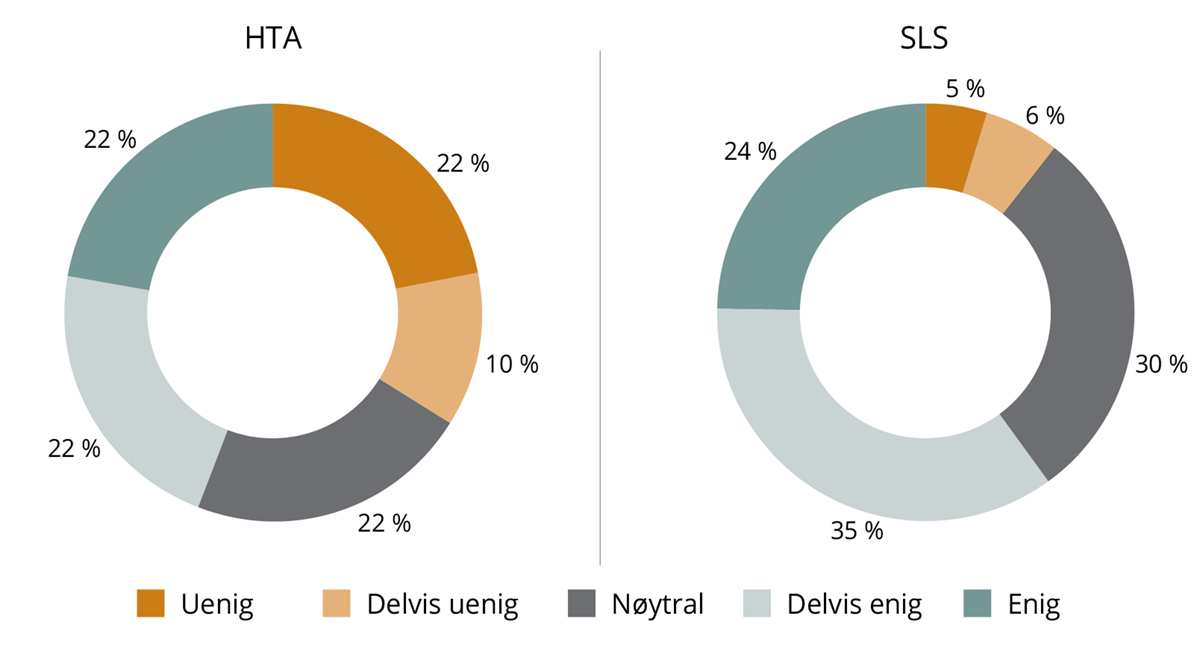 HTA
22 %
22 %
10 %
22 %
22 %
SLS
5 %
6 %
24 %
30 %
35 %
Uenig
Delvis uenig
Nøytral
Delvis enig
Enig